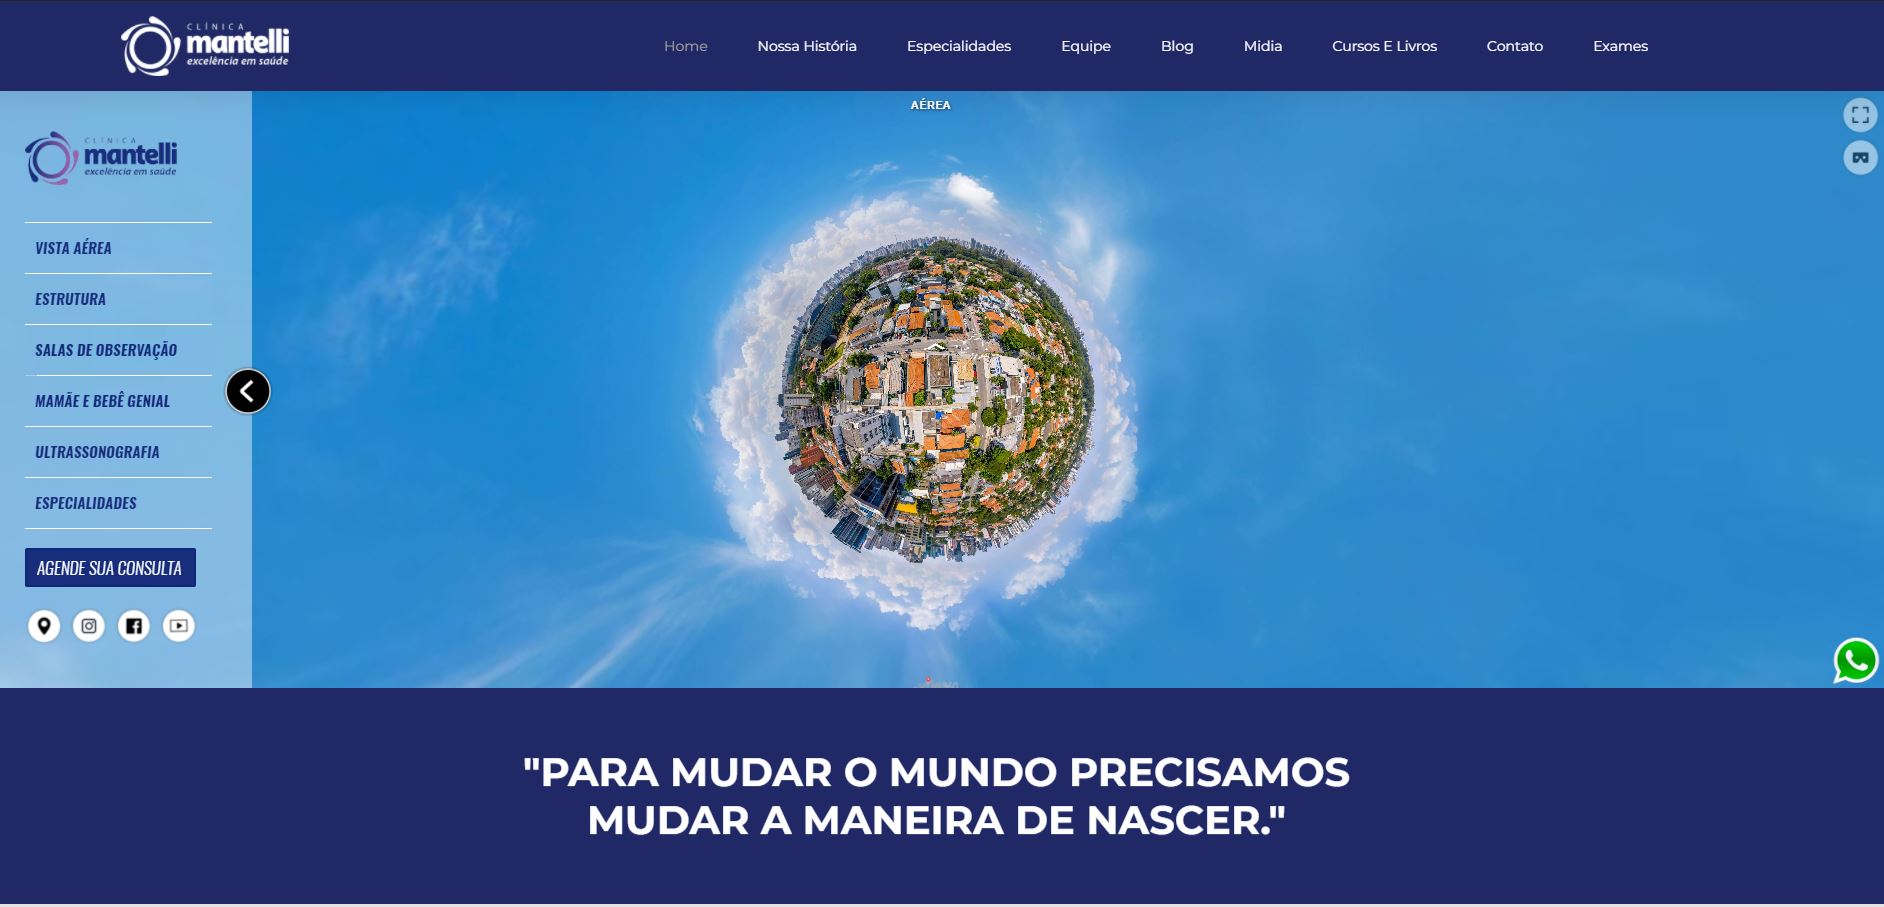 CLÍNICA
mantelli
excelência em saúde
Home Nossa História Especialidades Equipe Blog Midia Cursos E Livros Contato Exames
AÉREA
CLÍNICA
mantelli
excelência em saúde
VISTA AÉREA
ESTRUTURA
SALAS DE OBSERVAÇÃO
MAMÃE E BEBÊ GENIAL
ULTRASSONOGRAFIA
ESPECIALIDADES
AGENDE SUA CONSULTA
"PARA MUDAR O MUNDO PRECISAMOS
MUDAR A MANEIRA DE NASCER."